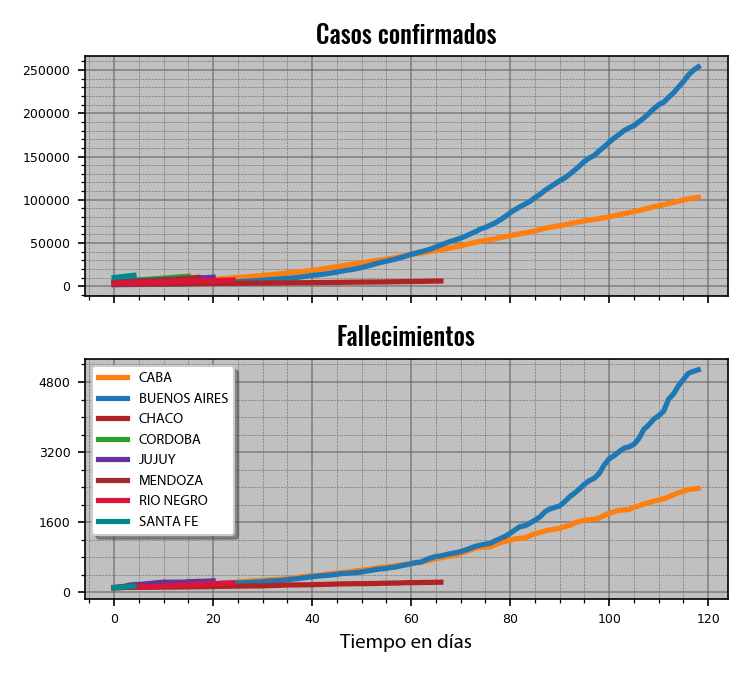 Casos confirmados
250000
200000
150000
100000
50000
0
Fallecimientos
4800
3200
1600
0
CABA
BUENOS AIRES
CHACO
CORDOBA
JUJUY
MENDOZA
RIO NEGRO
SANTA FE
0 20 40 60 80 100 120
Tiempo en días